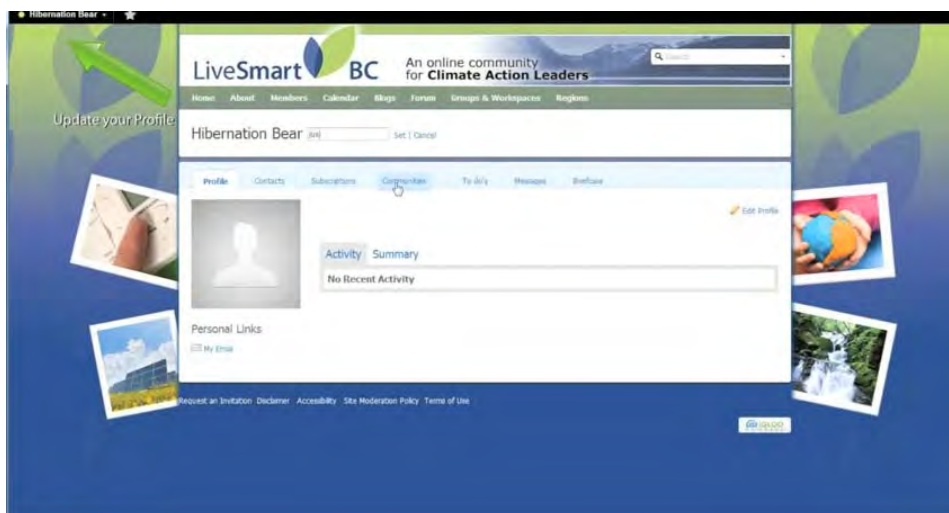 Hibernation Bear
LiveSmart BC
An online community
for Climate Action Leaders
Search
Home About Members Calendar Blogs Forum Groups & Workspaces Regions
Update your Profile
Hibernation Bear
Set | Cancel
Profile Contacts Subscriptions Communities To do's Messages Briefcase
Edit Profile
Activity Summary
No Recent Activity
Personal Links
My Email
Request an Invitation Disclaimer Accessibility Site Moderation Policy Terms of Use